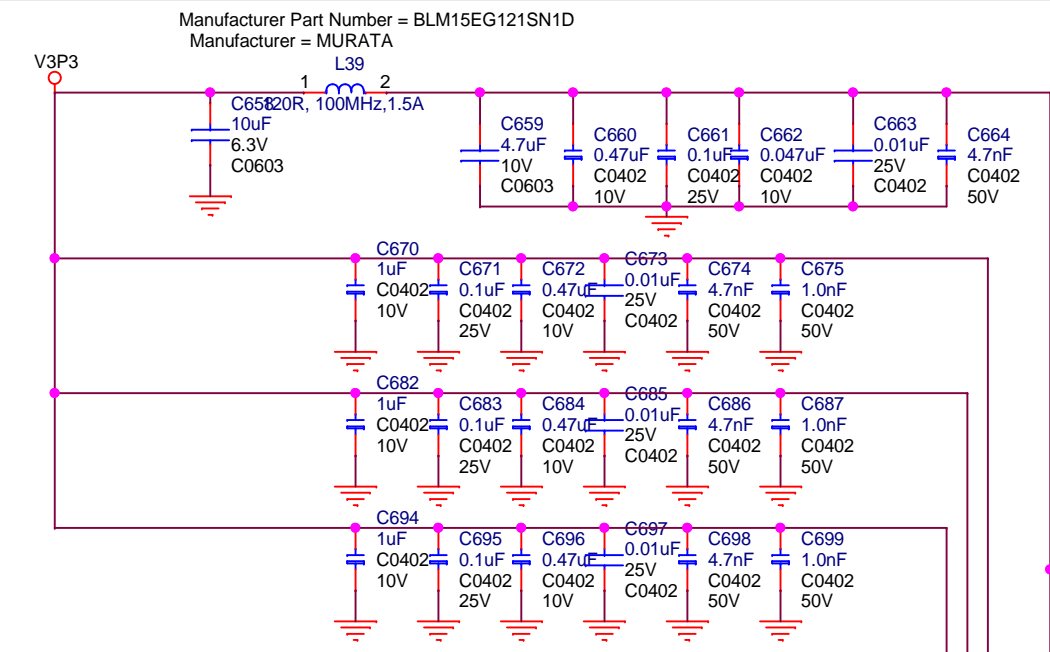 Manufacturer Part Number = BLM15EG121SN1D
Manufacturer = MURATA
V3P3
L39
1
2
C658
120R, 100MHz,1.5A
10uF
6.3V
C0603
C659
4.7uF
10V
C0603
C660
0.47uF
C0402
10V
C661
0.1uF
C0402
25V
C662
0.047uF
C0402
10V
C663
0.01uF
25V
C0402
C664
4.7nF
C0402
50V
C670
1uF
C0402
10V
C671
0.1uF
C0402
25V
C672
0.47uF
C0402
10V
C673
0.01uF
25V
C0402
C674
4.7nF
C0402
50V
C675
1.0nF
C0402
50V
C682
1uF
C0402
10V
C683
0.1uF
C0402
25V
C684
0.47uF
C0402
10V
C685
0.01uF
25V
C0402
C686
4.7nF
C0402
50V
C687
1.0nF
C0402
50V
C694
1uF
C0402
10V
C695
0.1uF
C0402
25V
C696
0.47uF
C0402
10V
C697
0.01uF
25V
C0402
C698
4.7nF
C0402
50V
C699
1.0nF
C0402
50V